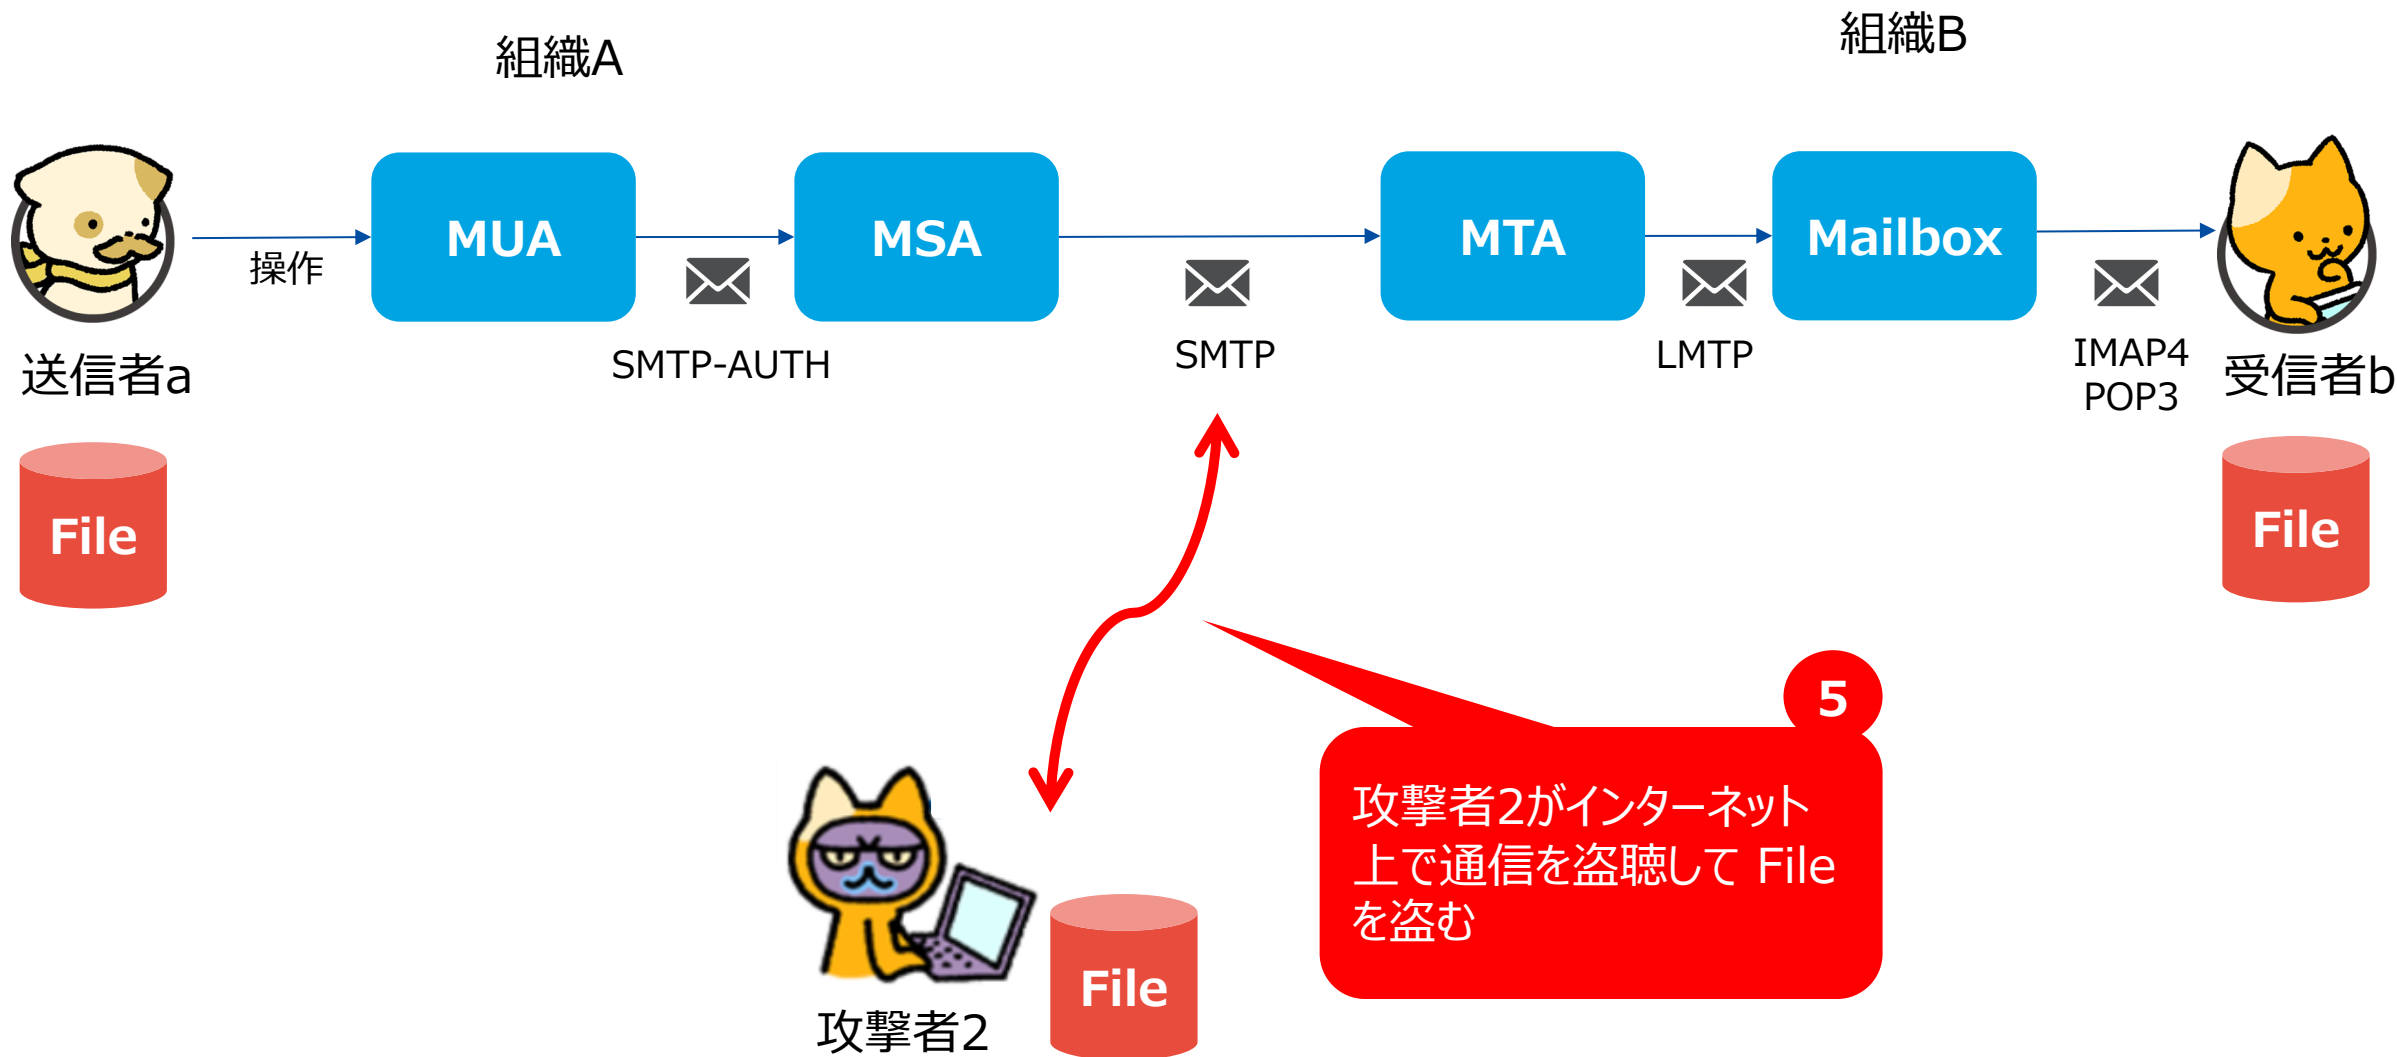 組織A
組織B
MUA
MSA
MTA
Mailbox
操作
SMTP-AUTH
SMTP
LMTP
IMAP4
POP3
送信者a
受信者b
File
File
5
攻撃者2がインターネット
上で通信を盗聴して File
を盗む
File
攻撃者2